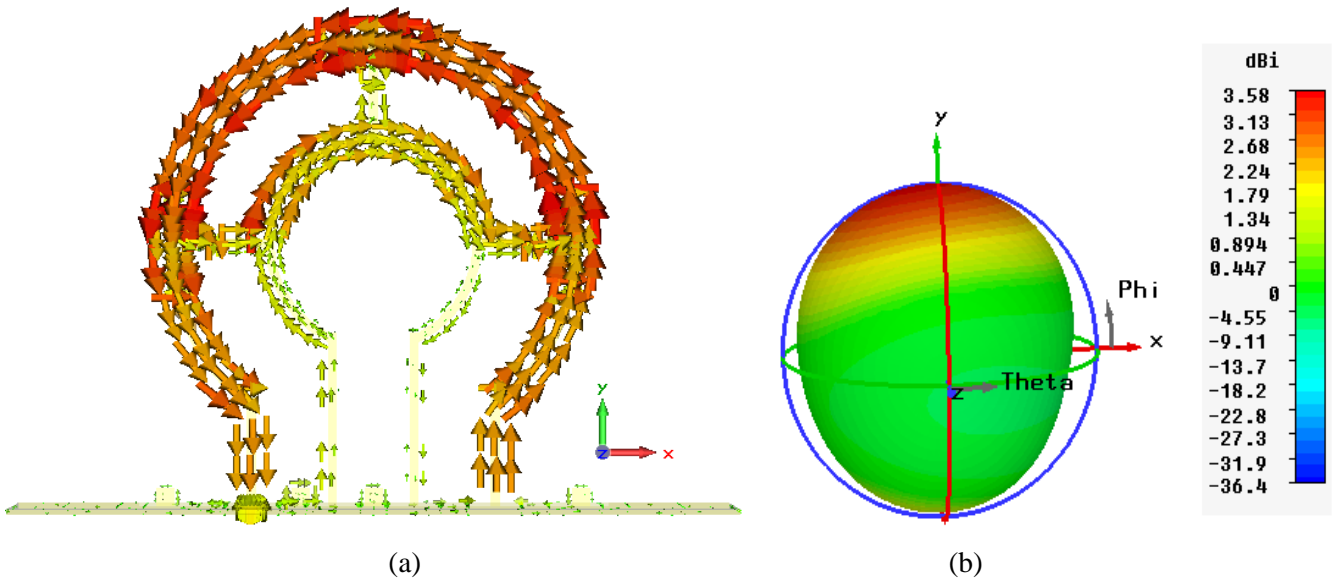 y
x
z
(a)
y
Phi
x
Theta
z
(b)
dBi
3.58
3.13
2.68
2.24
1.79
1.34
0.894
0.447
0
-4.55
-9.11
-13.7
-18.2
-22.8
-27.3
-31.9
-36.4